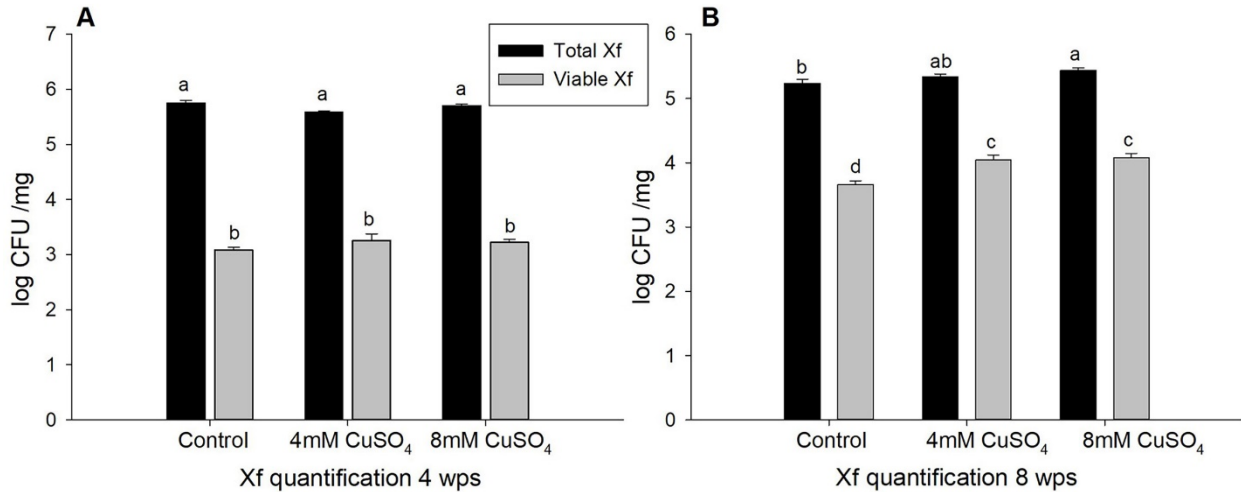 A
7
6
5
4
3
2
1
0
log CFU /mg
Total Xf
Viable Xf
a
b
a
b
a
b
Control
4mM CuSO₄
8mM CuSO₄
Xf quantification 4 wps
B
6
5
4
3
2
1
0
log CFU /mg
b
d
ab
c
a
c
Control
4mM CuSO₄
8mM CuSO₄
Xf quantification 8 wps